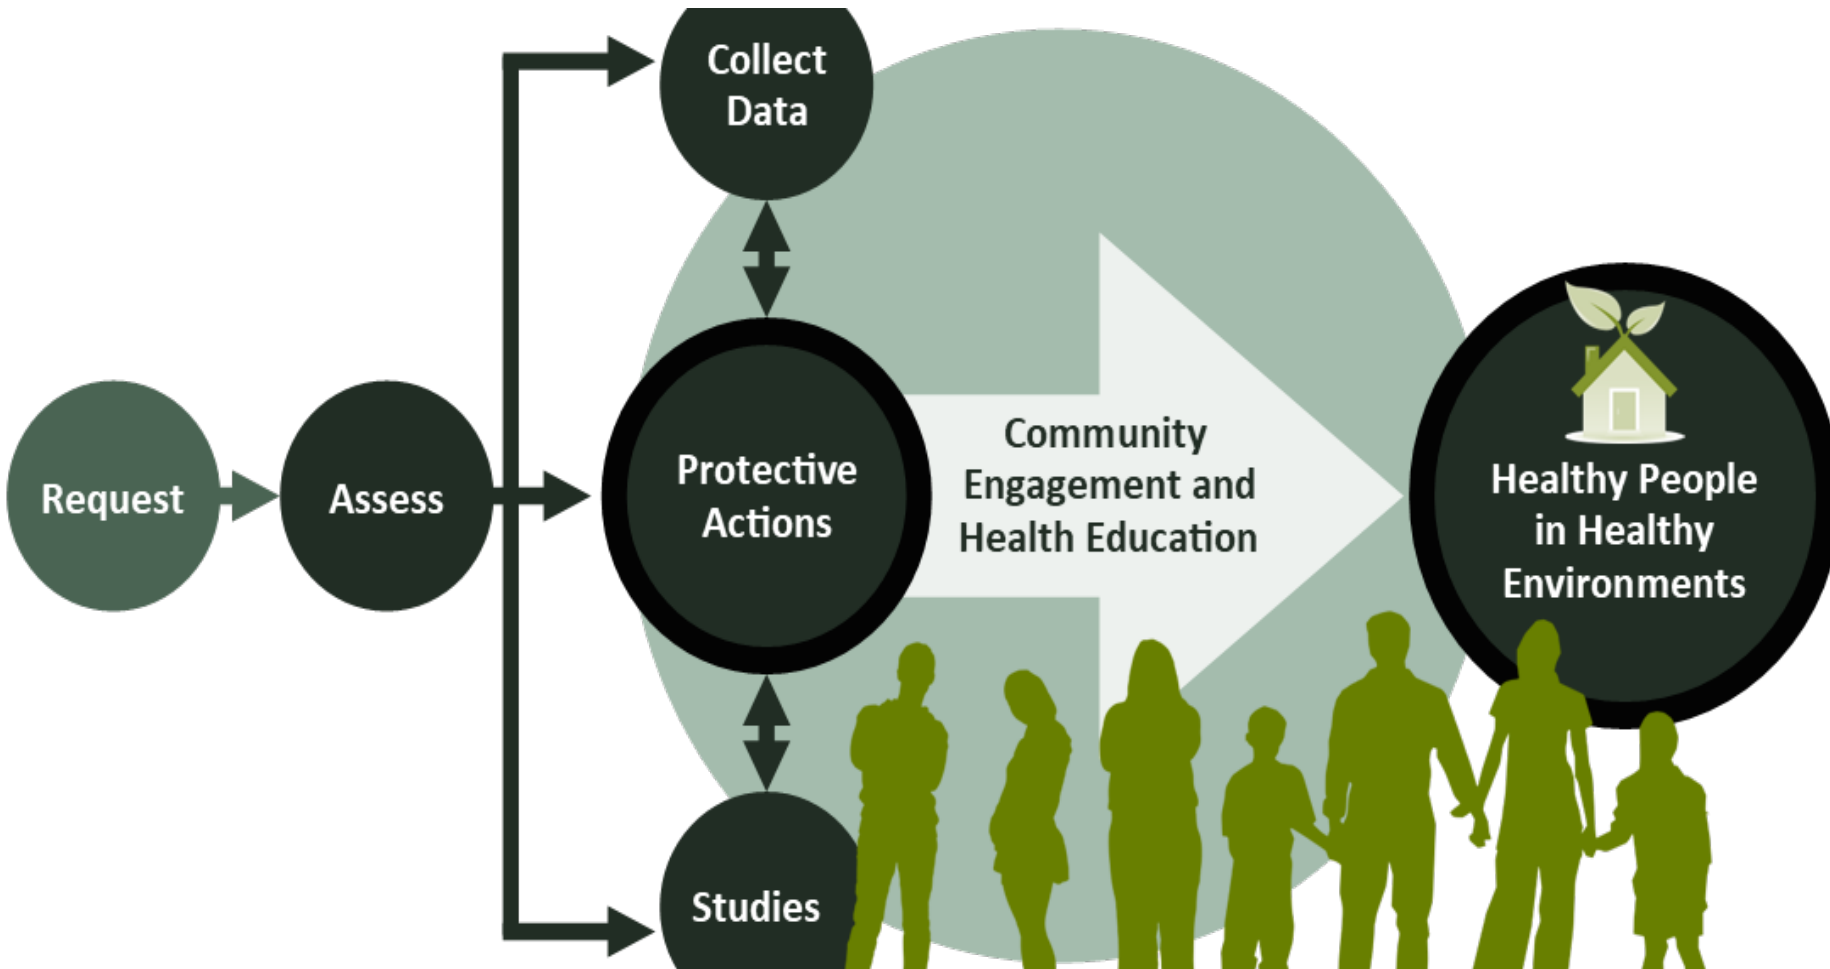 Collect
Data
Request
Assess
Protective
Actions
Community
Engagement and
Health Education
Healthy People
in Healthy
Environments
Studies